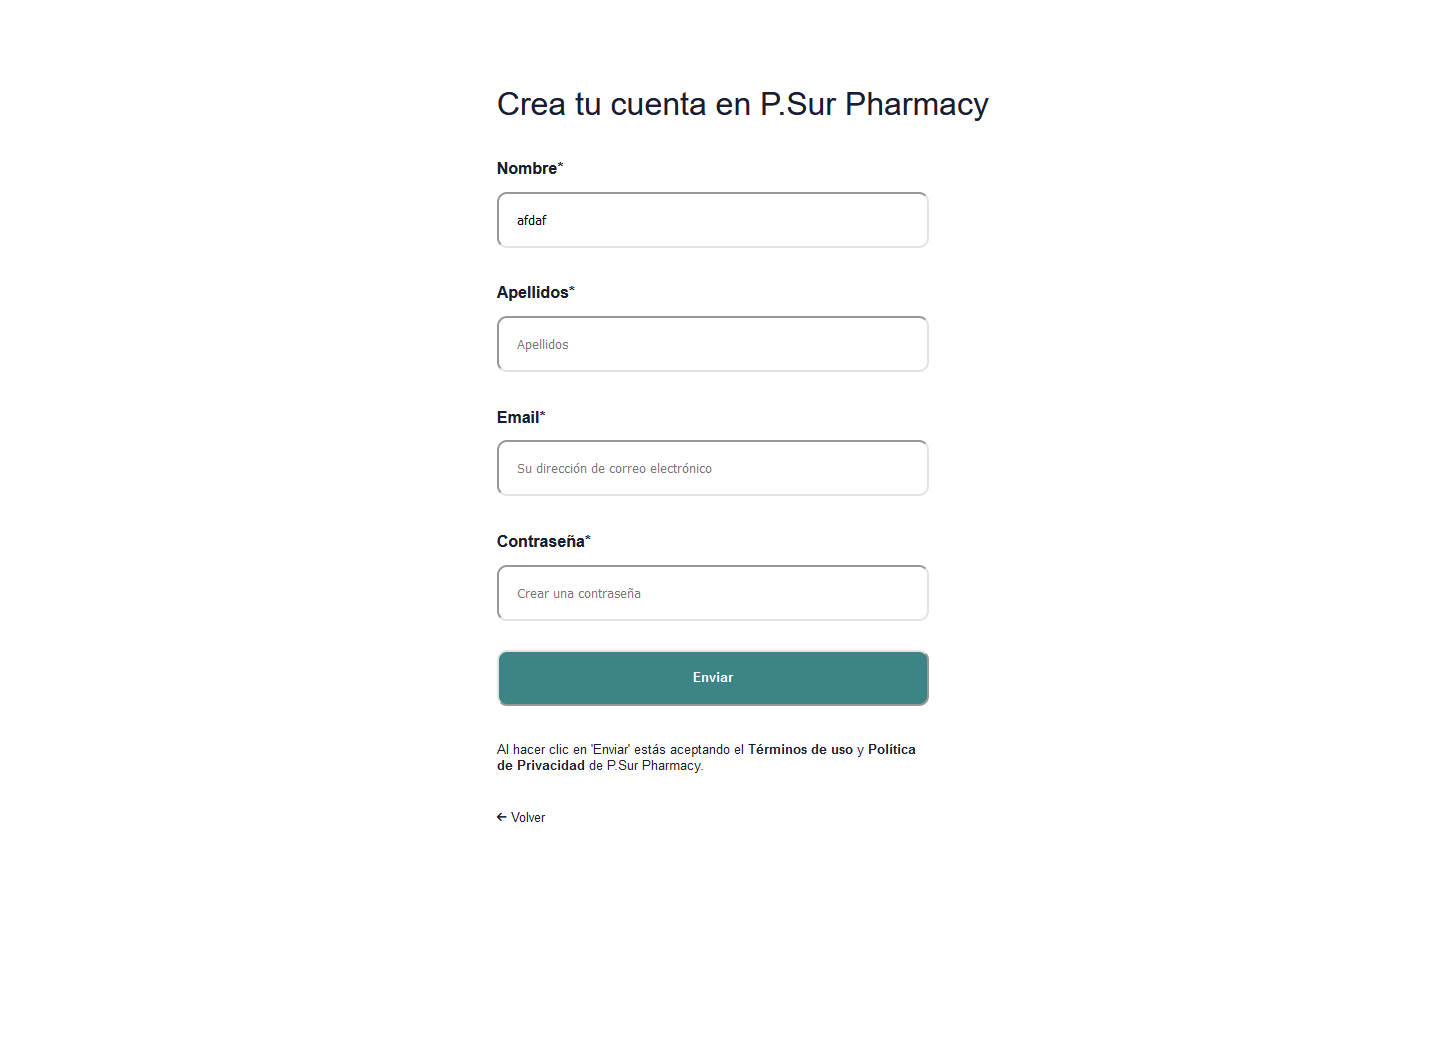 Crea tu cuenta en P.Sur Pharmacy
Nombre*
afdaf
Apellidos*
Apellidos
Email*
Su dirección de correo electrónico
Contraseña*
Crear una contraseña
Enviar
Al hacer clic en 'Enviar' estás aceptando el Términos de uso y Política
de Privacidad de P.Sur Pharmacy.
← Volver